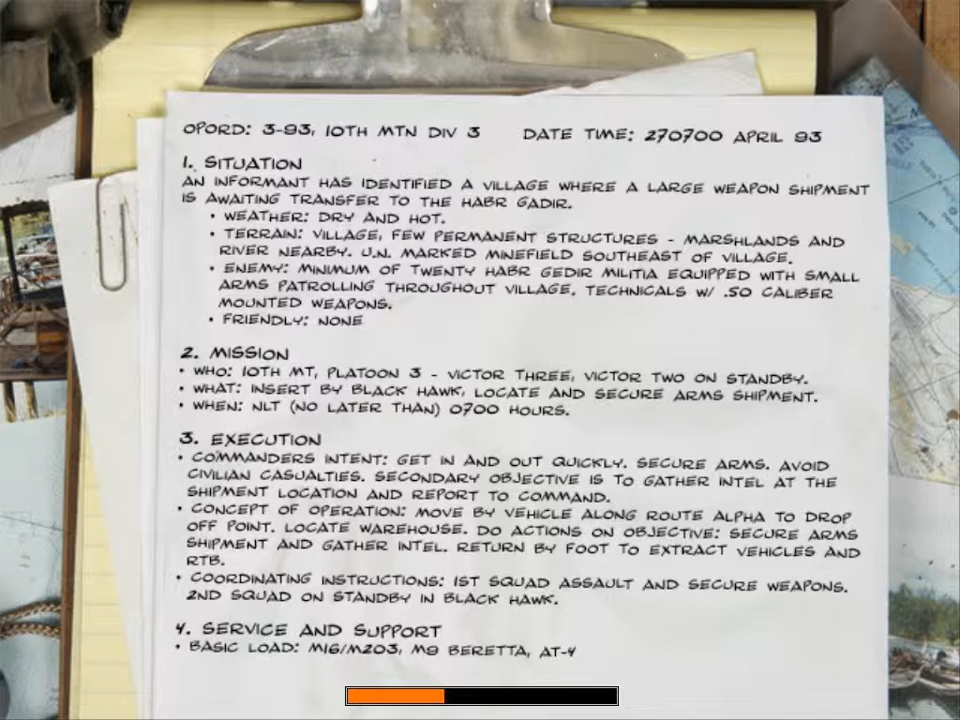 OPORD: 3-93, 10TH MTN DIV 3 DATE TIME: 270700 APRIL 93
1. SITUATION
AN INFORMANT HAS IDENTIFIED A VILLAGE WHERE A LARGE WEAPON SHIPMENT
IS AWAITING TRANSFER TO THE HABR GADIR.
• WEATHER: DRY AND HOT.
• TERRAIN: VILLAGE, FEW PERMANENT STRUCTURES - MARSHLANDS AND
RIVER NEARBY. U.N. MARKED MINEFIELD SOUTHEAST OF VILLAGE.
• ENEMY: MINIMUM OF TWENTY HABR GEDIR MILITIA EQUIPPED WITH SMALL
ARMS PATROLLING THROUGHOUT VILLAGE. TECHNICALS W/ .50 CALIBER
MOUNTED WEAPONS.
• FRIENDLY: NONE
2. MISSION
• WHO: 10TH MT, PLATOON 3 - VICTOR THREE, VICTOR TWO ON STANDBY.
• WHAT: INSERT BY BLACK HAWK, LOCATE AND SECURE ARMS SHIPMENT.
• WHEN: NLT (NO LATER THAN) 0700 HOURS.
3. EXECUTION
• COMMANDERS INTENT: GET IN AND OUT QUICKLY. SECURE ARMS. AVOID
CIVILIAN CASUALTIES. SECONDARY OBJECTIVE IS TO GATHER INTEL AT THE
SHIPMENT LOCATION AND REPORT TO COMMAND.
• CONCEPT OF OPERATION: MOVE BY VEHICLE ALONG ROUTE ALPHA TO DROP
OFF POINT. LOCATE WAREHOUSE. DO ACTIONS ON OBJECTIVE: SECURE ARMS
SHIPMENT AND GATHER INTEL. RETURN BY FOOT TO EXTRACT VEHICLES AND
RTB.
• COORDINATING INSTRUCTIONS: 1ST SQUAD ASSAULT AND SECURE WEAPONS.
2ND SQUAD ON STANDBY IN BLACK HAWK.
4. SERVICE AND SUPPORT
• BASIC LOAD: M16/M203, M9 BERETTA, AT-4